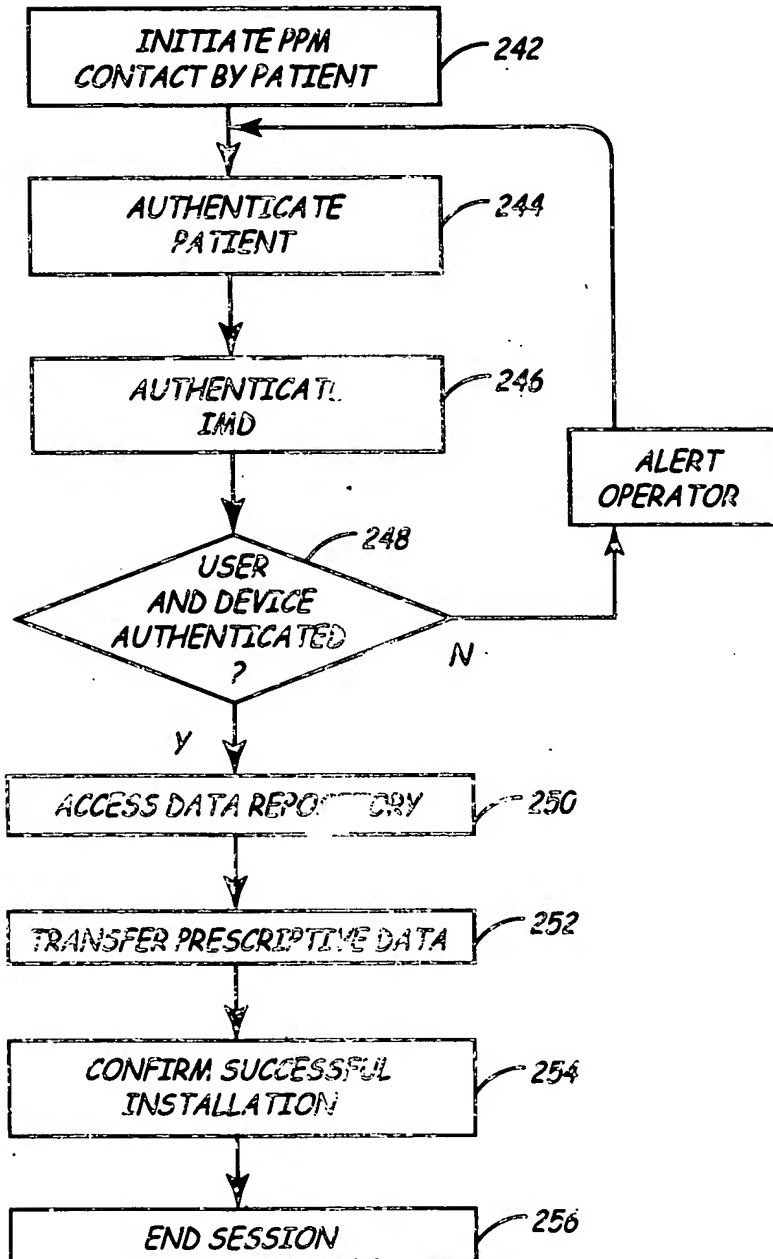 INITIATE PPM
CONTACT BY PATIENT
242
AUTHENTICATE
PATIENT
244
AUTHENTICAT
IMD
246
ALERT
OPERATOR
USER
AND DEVICE
AUTHENTICATED
?
248
N
Y
ACCESS DATA
250
TRANSFER PRESCRIPTIVE DATA
252
CONFIRM SUCCESSFUL
INSTALLATION
254
END SESSION
256